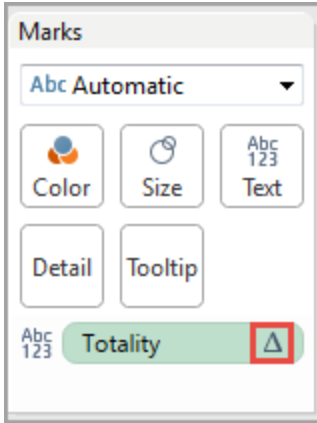 Marks
Abc Automatic
Color
Size
Abc
123
Text
Detail
Tooltip
Abc
123
Totality Δ